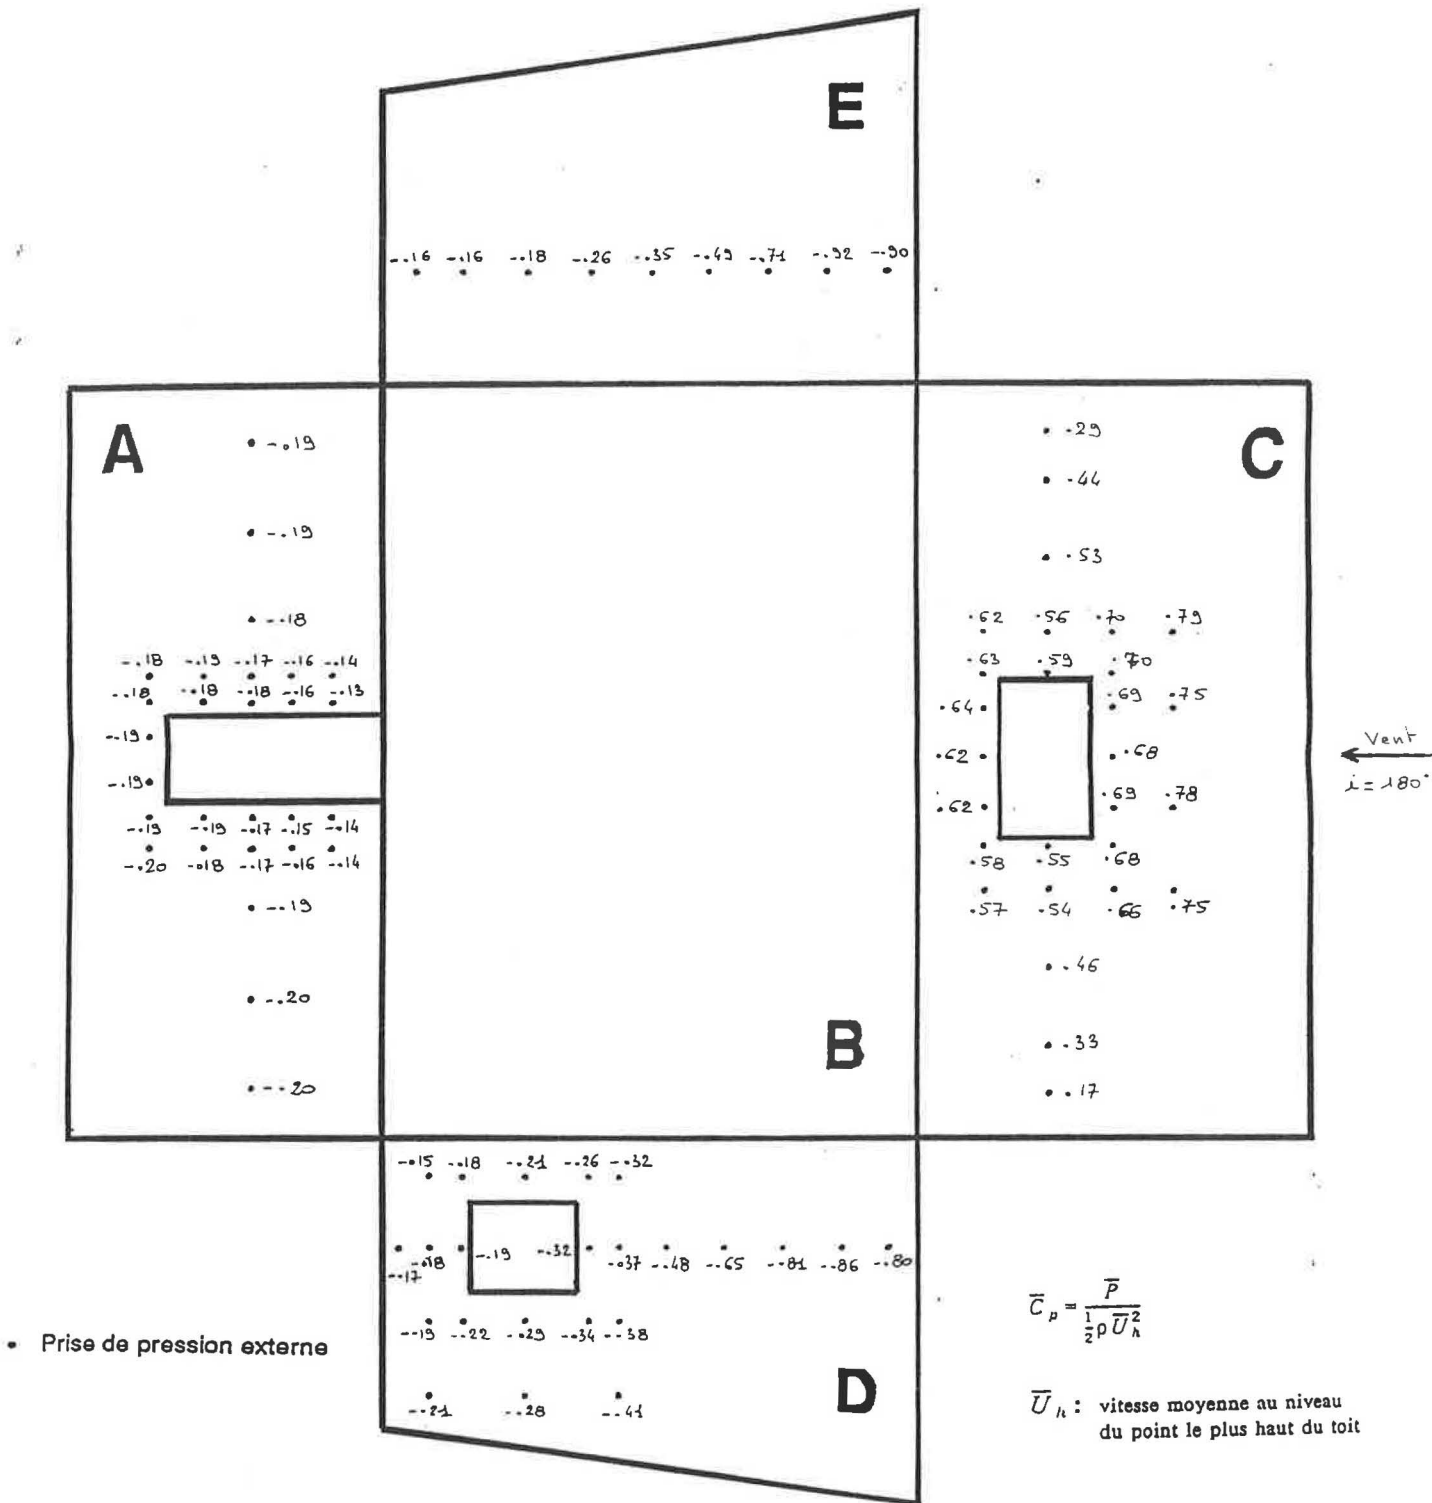 E
-.16 -.16 -.18 -.26 -.35 -.49 -.71 -.92 -.90
A
-.19
-.19
-.18
-.18 -.19 -.17 -.16 -.14
-.18 -.18 -.18 -.16 -.13
-.19
-.19
-.19 -.19 -.17 -.15 -.14
-.20 -.18 -.17 -.16 -.14
-.19
-.20
-.20
C
.29
.44
.53
.62 .56 .70 .79
.63 .59 .70
.64 .69 .75
.62 .68
.62 .69 .78
.58 .55 .68
.57 .54 .66 .75
.46
.33
.17
Vent
i = 180°
B
-.15 -.18 -.21 -.26 -.32
-.17 -.18 -.19 -.32 -.37 -.48 -.65 -.81 -.86 -.80
-.19 -.22 -.29 -.34 -.38
-.21 -.28 -.41
D
• Prise de pression externe
C̅p = P̅ / ½ ρ U̅h²
U̅h : vitesse moyenne au niveau
du point le plus haut du toit